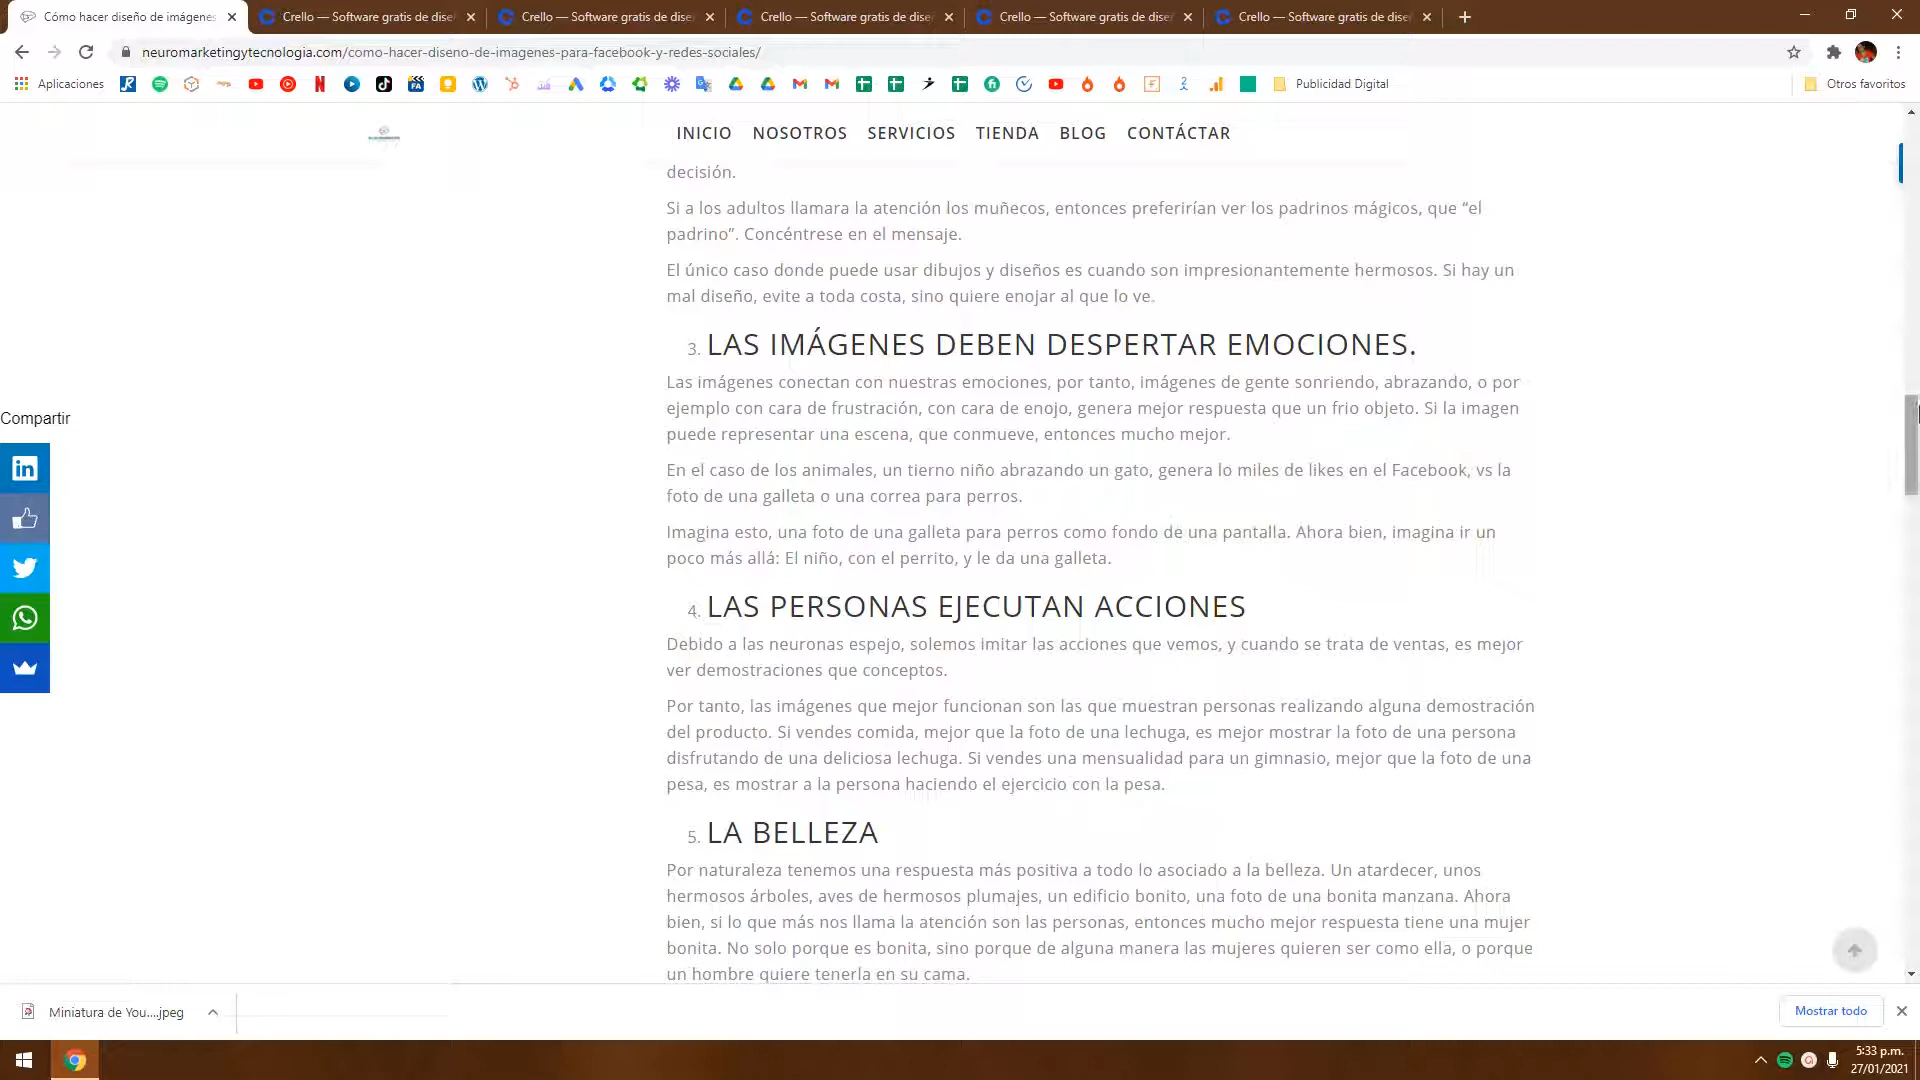 Cómo hacer diseño de imágenes
Crello — Software gratis de dise
Crello — Software gratis de dise
Crello — Software gratis de dise
Crello — Software gratis de dise
Crello — Software gratis de dise
neuromarketingytecnologia.com/como-hacer-diseno-de-imagenes-para-facebook-y-redes-sociales/
Aplicaciones
Publicidad Digital
Otros favoritos
INICIO NOSOTROS SERVICIOS TIENDA BLOG CONTÁCTAR
decisión.
Si a los adultos llamara la atención los muñecos, entonces preferirían ver los padrinos mágicos, que “el
padrino”. Concéntrese en el mensaje.
El único caso donde puede usar dibujos y diseños es cuando son impresionantemente hermosos. Si hay un
mal diseño, evite a toda costa, sino quiere enojar al que lo ve.
3. LAS IMÁGENES DEBEN DESPERTAR EMOCIONES.
Las imágenes conectan con nuestras emociones, por tanto, imágenes de gente sonriendo, abrazando, o por
ejemplo con cara de frustración, con cara de enojo, genera mejor respuesta que un frio objeto. Si la imagen
puede representar una escena, que conmueve, entonces mucho mejor.
En el caso de los animales, un tierno niño abrazando un gato, genera lo miles de likes en el Facebook, vs la
foto de una galleta o una correa para perros.
Imagina esto, una foto de una galleta para perros como fondo de una pantalla. Ahora bien, imagina ir un
poco más allá: El niño, con el perrito, y le da una galleta.
4. LAS PERSONAS EJECUTAN ACCIONES
Debido a las neuronas espejo, solemos imitar las acciones que vemos, y cuando se trata de ventas, es mejor
ver demostraciones que conceptos.
Por tanto, las imágenes que mejor funcionan son las que muestran personas realizando alguna demostración
del producto. Si vendes comida, mejor que la foto de una lechuga, es mejor mostrar la foto de una persona
disfrutando de una deliciosa lechuga. Si vendes una mensualidad para un gimnasio, mejor que la foto de una
pesa, es mostrar a la persona haciendo el ejercicio con la pesa.
5. LA BELLEZA
Por naturaleza tenemos una respuesta más positiva a todo lo asociado a la belleza. Un atardecer, unos
hermosos árboles, aves de hermosos plumajes, un edificio bonito, una foto de una bonita manzana. Ahora
bien, si lo que más nos llama la atención son las personas, entonces mucho mejor respuesta tiene una mujer
bonita. No solo porque es bonita, sino porque de alguna manera las mujeres quieren ser como ella, o porque
un hombre quiere tenerla en su cama.
Compartir
Miniatura de You....jpeg
Mostrar todo
5:33 p.m.
27/01/2021